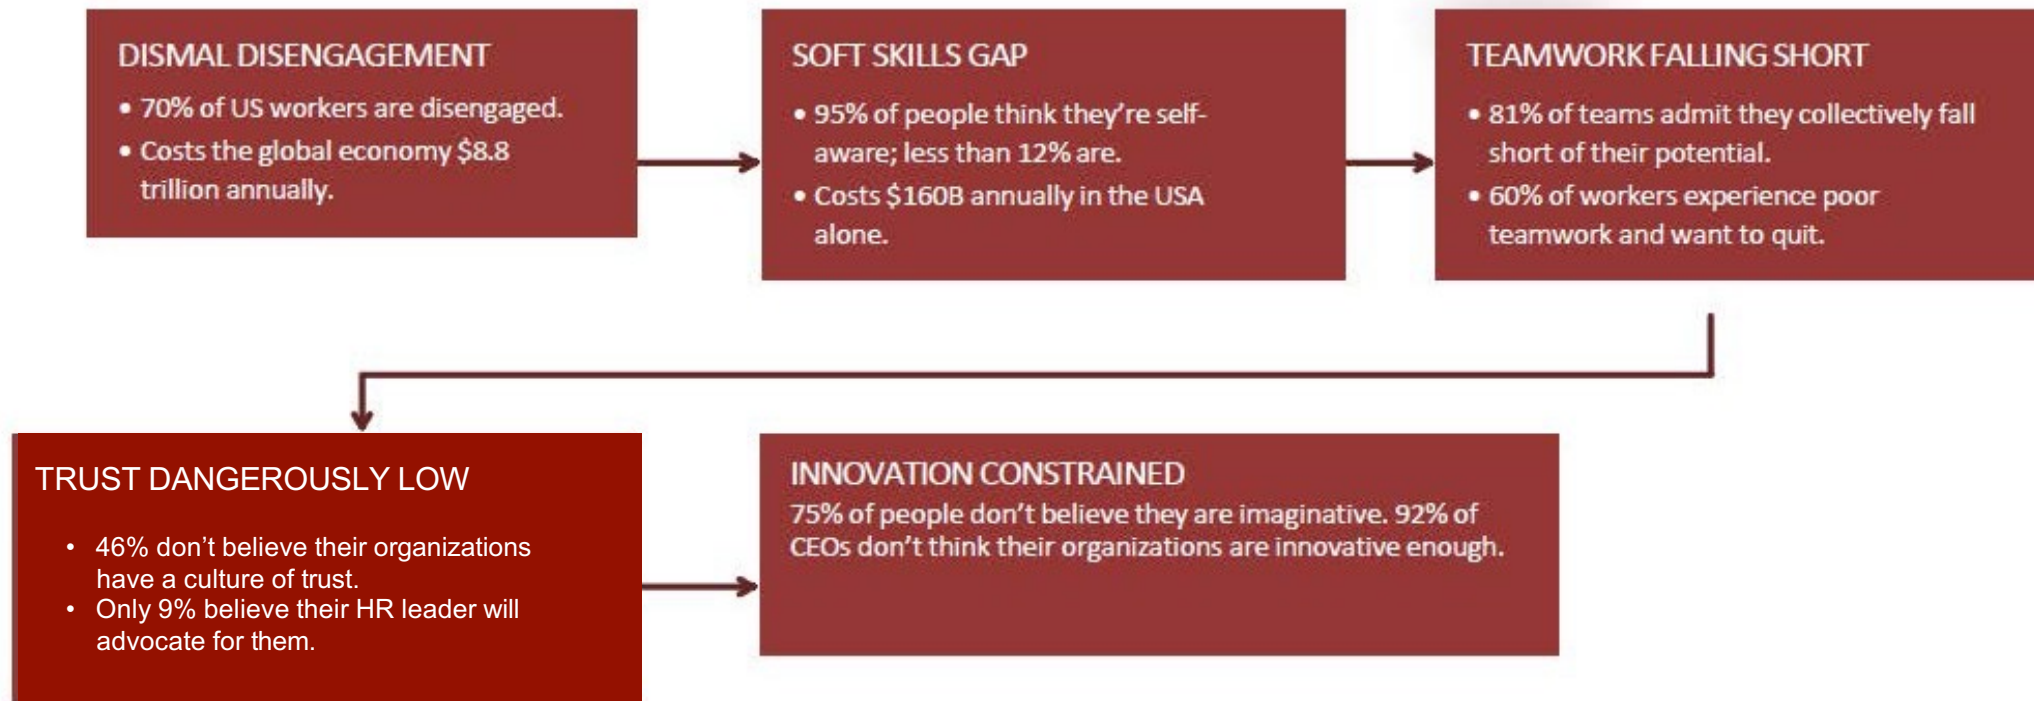 DISMAL DISENGAGEMENT
• 70% of US workers are disengaged.
• Costs the global economy $8.8
trillion annually.
SOFT SKILLS GAP
• 95% of people think they're self-
aware; less than 12% are.
• Costs $160B annually in the USA
alone.
TEAMWORK FALLING SHORT
• 81% of teams admit they collectively fall
short of their potential.
• 60% of workers experience poor
teamwork and want to quit.
TRUST DANGEROUSLY LOW
• 46% don't believe their organizations
have a culture of trust.
• Only 9% believe their HR leader will
advocate for them.
INNOVATION CONSTRAINED
75% of people don't believe they are imaginative. 92% of
CEOs don't think their organizations are innovative enough.